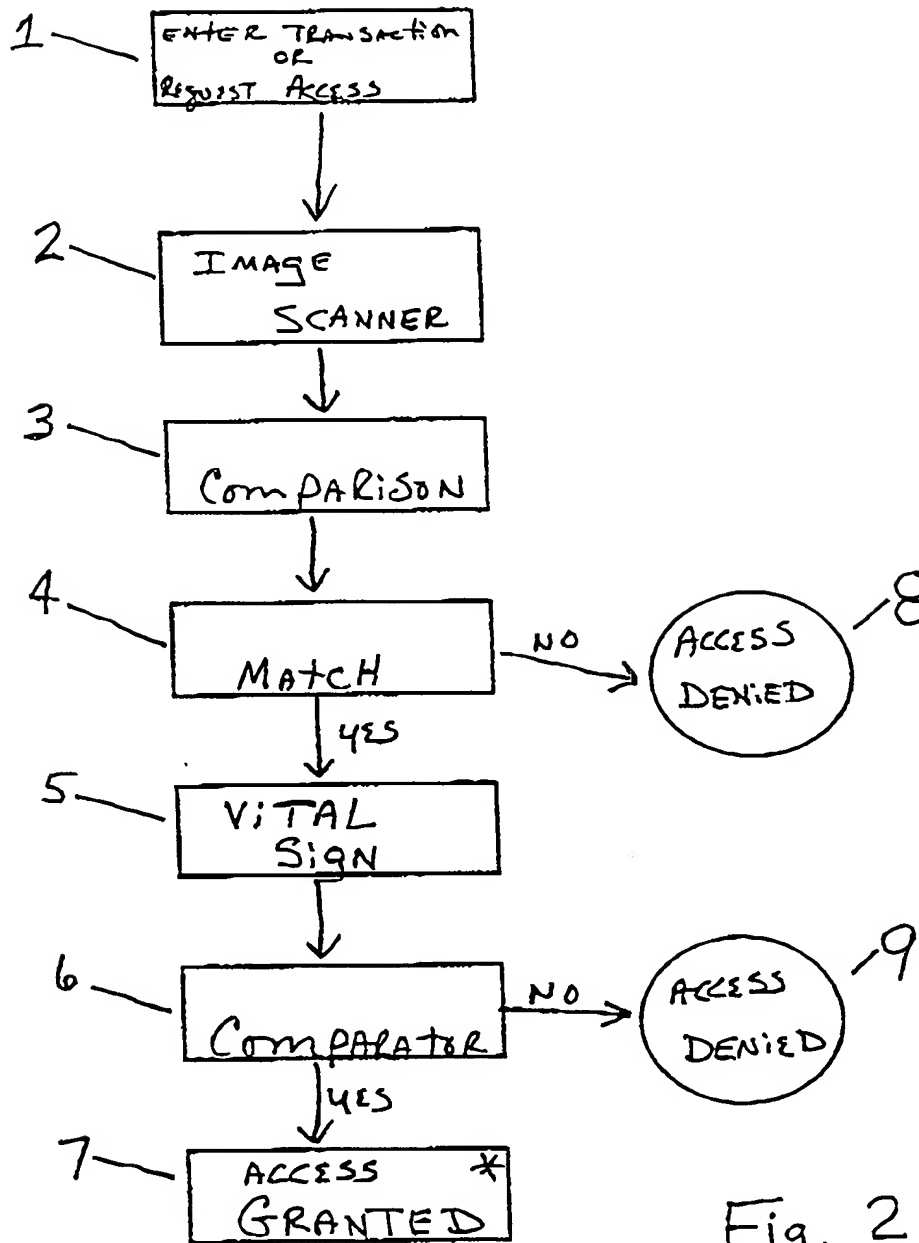 1
ENTER TRANSACTION
OR
REQUEST ACCESS
2
IMAGE
SCANNER
3
COMPARISON
4
MATCH
NO
ACCESS
DENIED
8
YES
5
VITAL
SIGN
6
COMPARATOR
NO
ACCESS
DENIED
9
YES
7
ACCESS *
GRANTED
Fig. 2